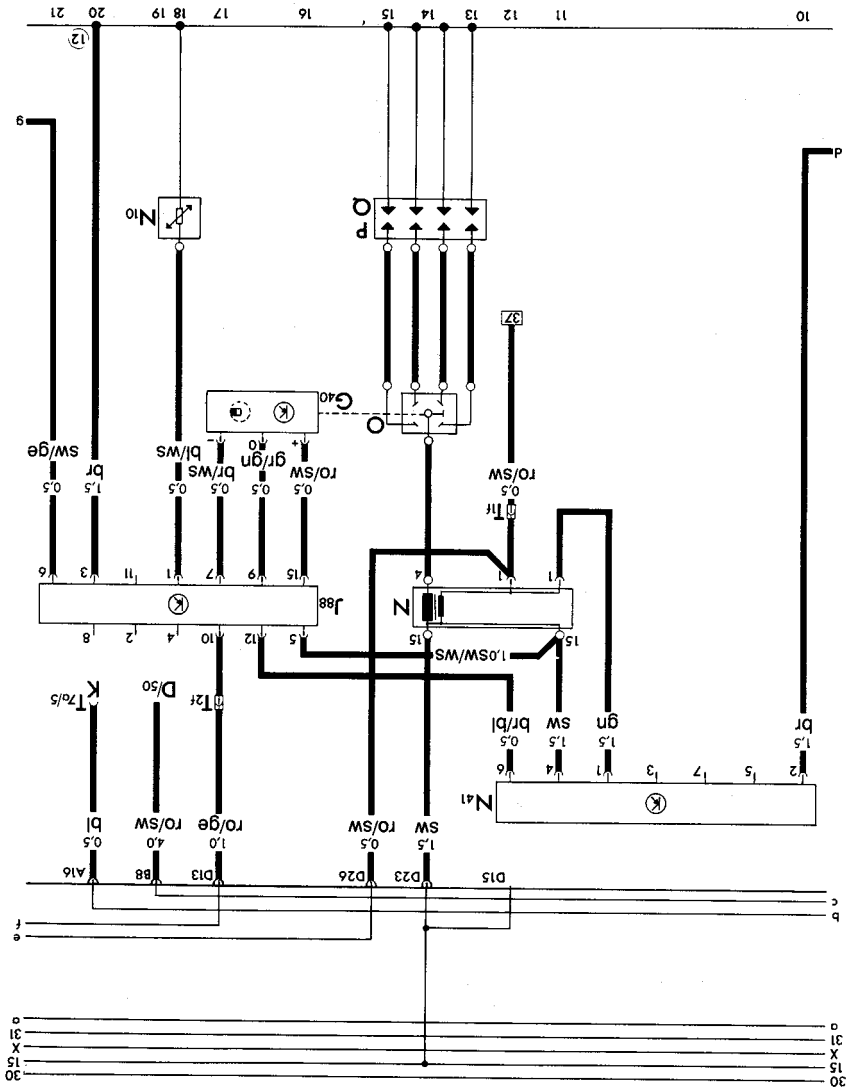 30 30
15 15
X X
31 31
a a
e
f
b
c
D15 D23 D26 D13 B8 A16
1,5 0,5 1,0 4,0 0,5
sw ro/sw ro/ge ro/sw bl
N41
2 5 7 3 1 4 6
1,5 1,5 1,5 0,5
br gn sw br/bl
T2f D/50 K T7a/5
1,0 SW/WS
15 15
N
1 1 4
5 12 10 4 2 8
J88
15 9 7 1 11 3 6
T1f
0,5
ro/sw
37
0,5 0,5 0,5 0,5 1,5 0,5
ro/sw gr/gn br/ws bl/ws br sw/ge
+ 0 -
O
G40
P
Q
N10
d
g
12
10 11 12 13 14 15 16 17 18 19 20 21